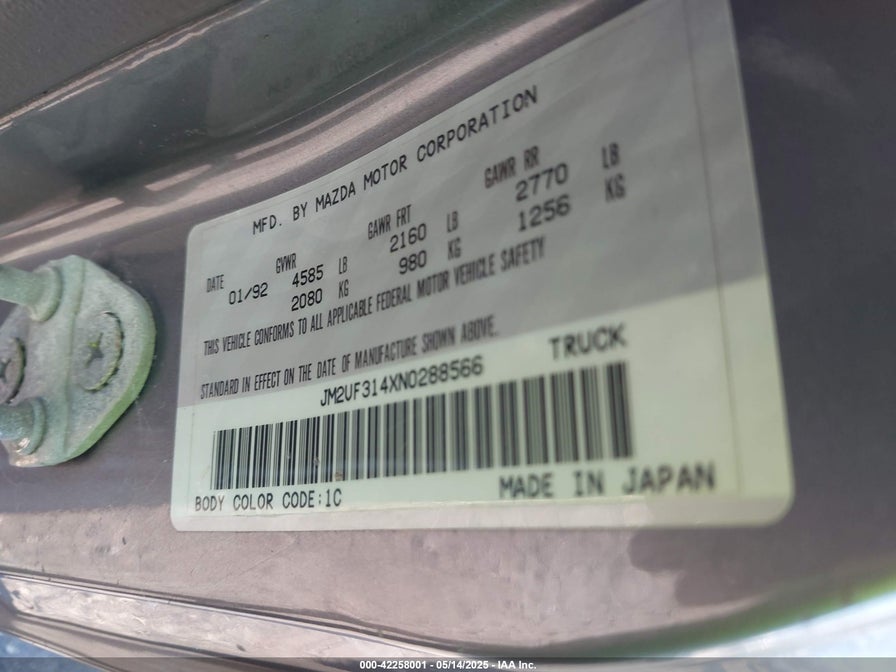 MFD. BY MAZDA MOTOR CORPORATION
DATE GVWR GAWR FRT GAWR RR
01/92 4585 LB 2160 LB 2770 LB
2080 KG 980 KG 1256 KG
THIS VEHICLE CONFORMS TO ALL APPLICABLE FEDERAL MOTOR VEHICLE SAFETY
STANDARD IN EFFECT ON THE DATE OF MANUFACTURE SHOWN ABOVE.
JM2UF314XN0288566 TRUCK
BODY COLOR CODE:1C MADE IN JAPAN
000-42258001 - 05/14/2025 - IAA Inc.